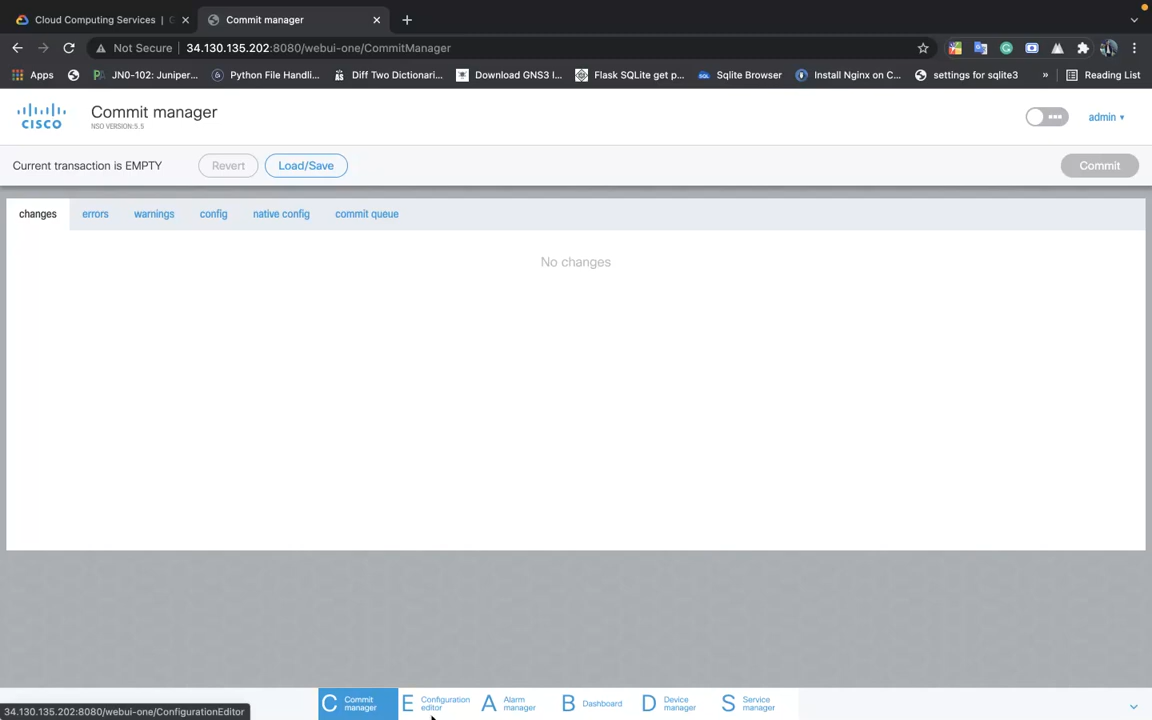 Cloud Computing Services |
Commit manager
Not Secure
34.130.135.202:8080/webui-one/CommitManager
Apps
JN0-102: Juniper...
Python File Handli...
Diff Two Dictionari...
Download GNS3 I...
Flask SQLite get p...
Sqlite Browser
Install Nginx on C...
settings for sqlite3
»
Reading List
CISCO
Commit manager
NSO VERSION:5.5
admin
Current transaction is EMPTY
Revert
Load/Save
Commit
changes
errors
warnings
config
native config
commit queue
No changes
C Commit manager
E Configuration editor
A Alarm manager
B Dashboard
D Device manager
S Service manager
34.130.135.202:8080/webui-one/ConfigurationEditor